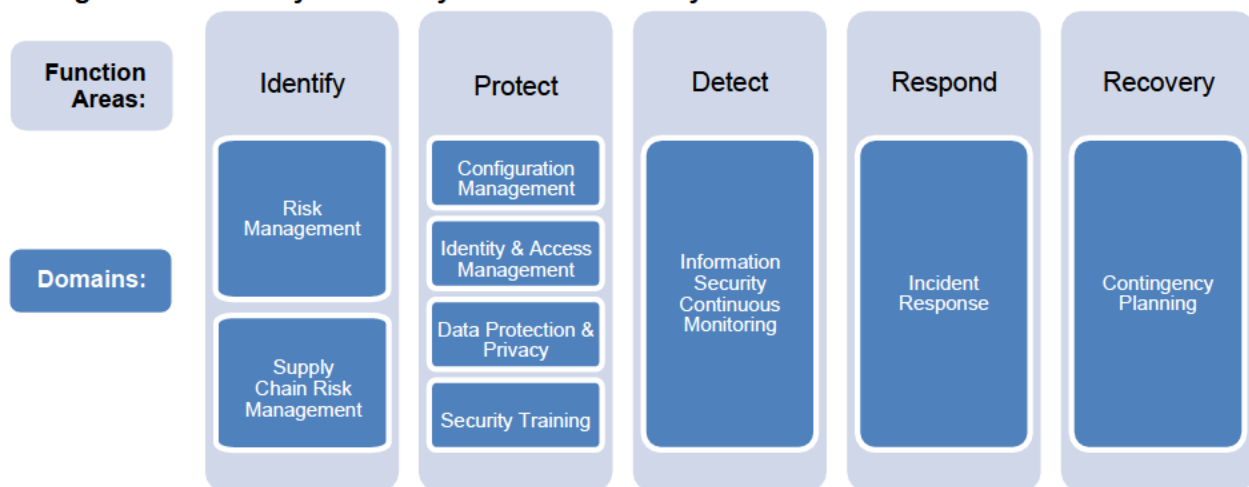 Function
Areas:
Identify
Protect
Detect
Respond
Recovery
Domains:
Risk
Management
Supply
Chain Risk
Management
Configuration
Management
Identity & Access
Management
Data Protection &
Privacy
Security Training
Information
Security
Continuous
Monitoring
Incident
Response
Contingency
Planning